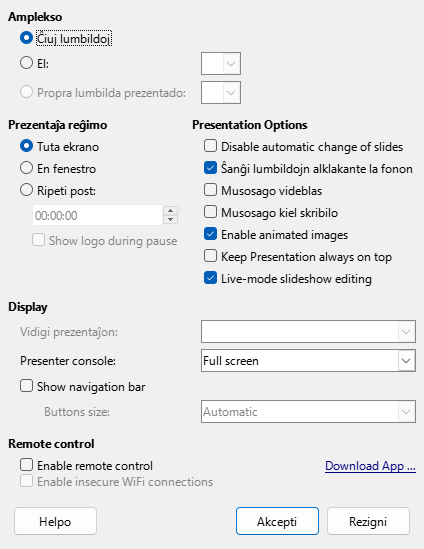 Amplekso
Ĉiuj lumbildoj
El:
Propra lumbilda prezentado:
Prezentaĵa reĝimo
Tuta ekrano
En fenestro
Ripeti post:
00:00:00
Show logo during pause
Presentation Options
Disable automatic change of slides
Ŝanĝi lumbildojn alklakante la fonon
Musosago videblas
Musosago kiel skribilo
Enable animated images
Keep Presentation always on top
Live-mode slideshow editing
Display
Vidigi prezentaĵon:
Presenter console: Full screen
Show navigation bar
Buttons size: Automatic
Remote control
Enable remote control Download App ...
Enable insecure WiFi connections
Helpo Akcepti Rezigni